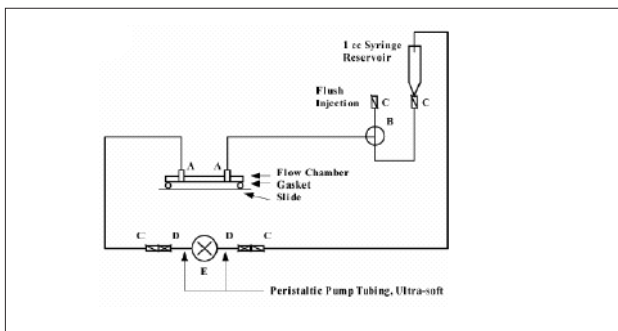 1 cc Syringe
Reservoir
Flush
Injection
C
C
B
A
A
Flow Chamber
Gasket
Slide
C
D
D
C
E
Peristaltic Pump Tubing, Ultra-soft